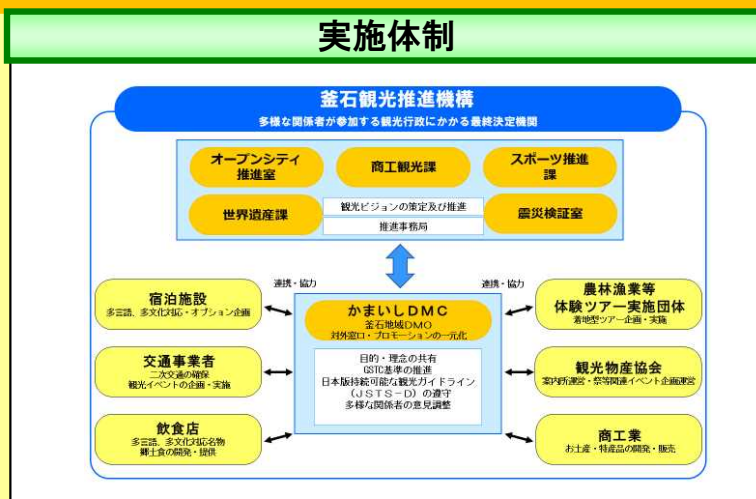 実施体制
釜石観光推進機構
多様な関係者が参加する観光行政にかかる最終決定機関
オープンシティ
推進室
商工観光課
スポーツ推進
課
世界遺産課
観光ビジョンの策定及び推進
推進事務局
震災検証室
連携・協力
連携・協力
宿泊施設
多言語、多文化対応・オプション企画
交通事業者
二次交通の確保
観光イベントの企画・実施
飲食店
多言語、多文化対応名物
郷土食の開発・提供
かまいしDMC
釜石地域DMO
対外窓口・プロモーションの一元化
目的・理念の共有
GSTC基準の推進
日本版持続可能な観光ガイドライン
(JSTS-D)の遵守
多様な関係者の意見調整
農林漁業等
体験ツアー実施団体
着地型ツアー企画・実施
観光物産協会
案内所運営・祭等関連イベント企画運営
商工業
お土産・特産品の開発・販売